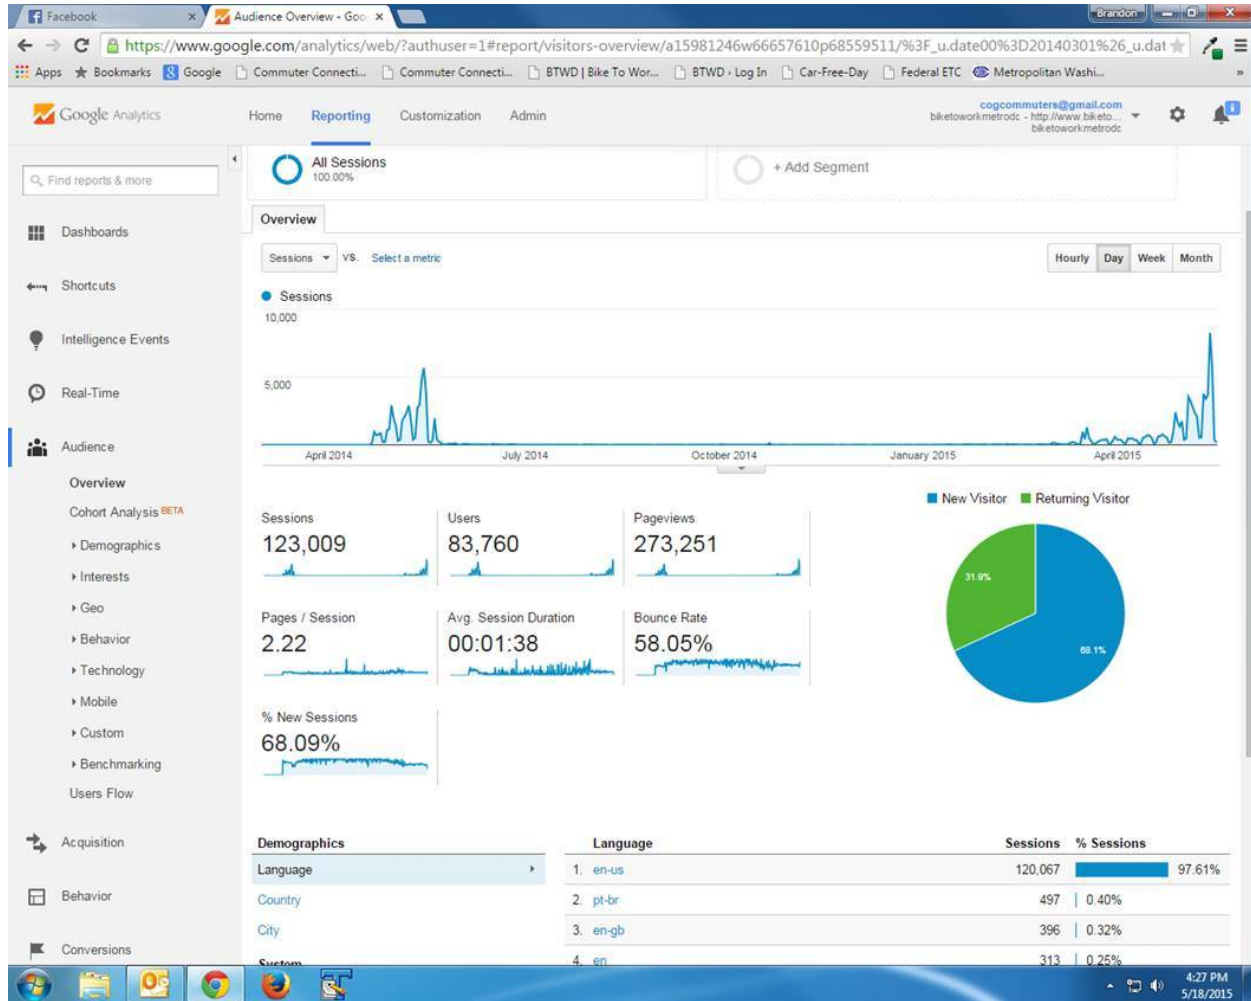 Facebook
Audience Overview - Goo
Brandon
https://www.google.com/analytics/web/?authuser=1#report/visitors-overview/a15981246w66657610p68559511/%3F_u.date00%3D20140301%26_u.dat
Apps Bookmarks Google Commuter Connecti... Commuter Connecti... BTWD | Bike To Wor... BTWD › Log In Car-Free-Day Federal ETC Metropolitan Washi... »
Google Analytics Home Reporting Customization Admin
cogcommuters@gmail.com
biketoworkmetrodc - http://www.biketo...
biketoworkmetrodc
Find reports & more
Dashboards
Shortcuts
Intelligence Events
Real-Time
Audience
Overview
Cohort Analysis BETA
Demographics
Interests
Geo
Behavior
Technology
Mobile
Custom
Benchmarking
Users Flow
Acquisition
Behavior
Conversions
All Sessions
100.00%
+ Add Segment
Overview
Sessions VS. Select a metric
Hourly Day Week Month
Sessions
10,000
5,000
April 2014 July 2014 October 2014 January 2015 April 2015
Sessions
123,009
Users
83,760
Pageviews
273,251
Pages / Session
2.22
Avg. Session Duration
00:01:38
Bounce Rate
58.05%
% New Sessions
68.09%
New Visitor Returning Visitor
31.9%
68.1%
Demographics
Language
Country
City
System
Language Sessions % Sessions
1. en-us 120,067 97.61%
2. pt-br 497 0.40%
3. en-gb 396 0.32%
4. en 313 0.25%
4:27 PM
5/18/2015